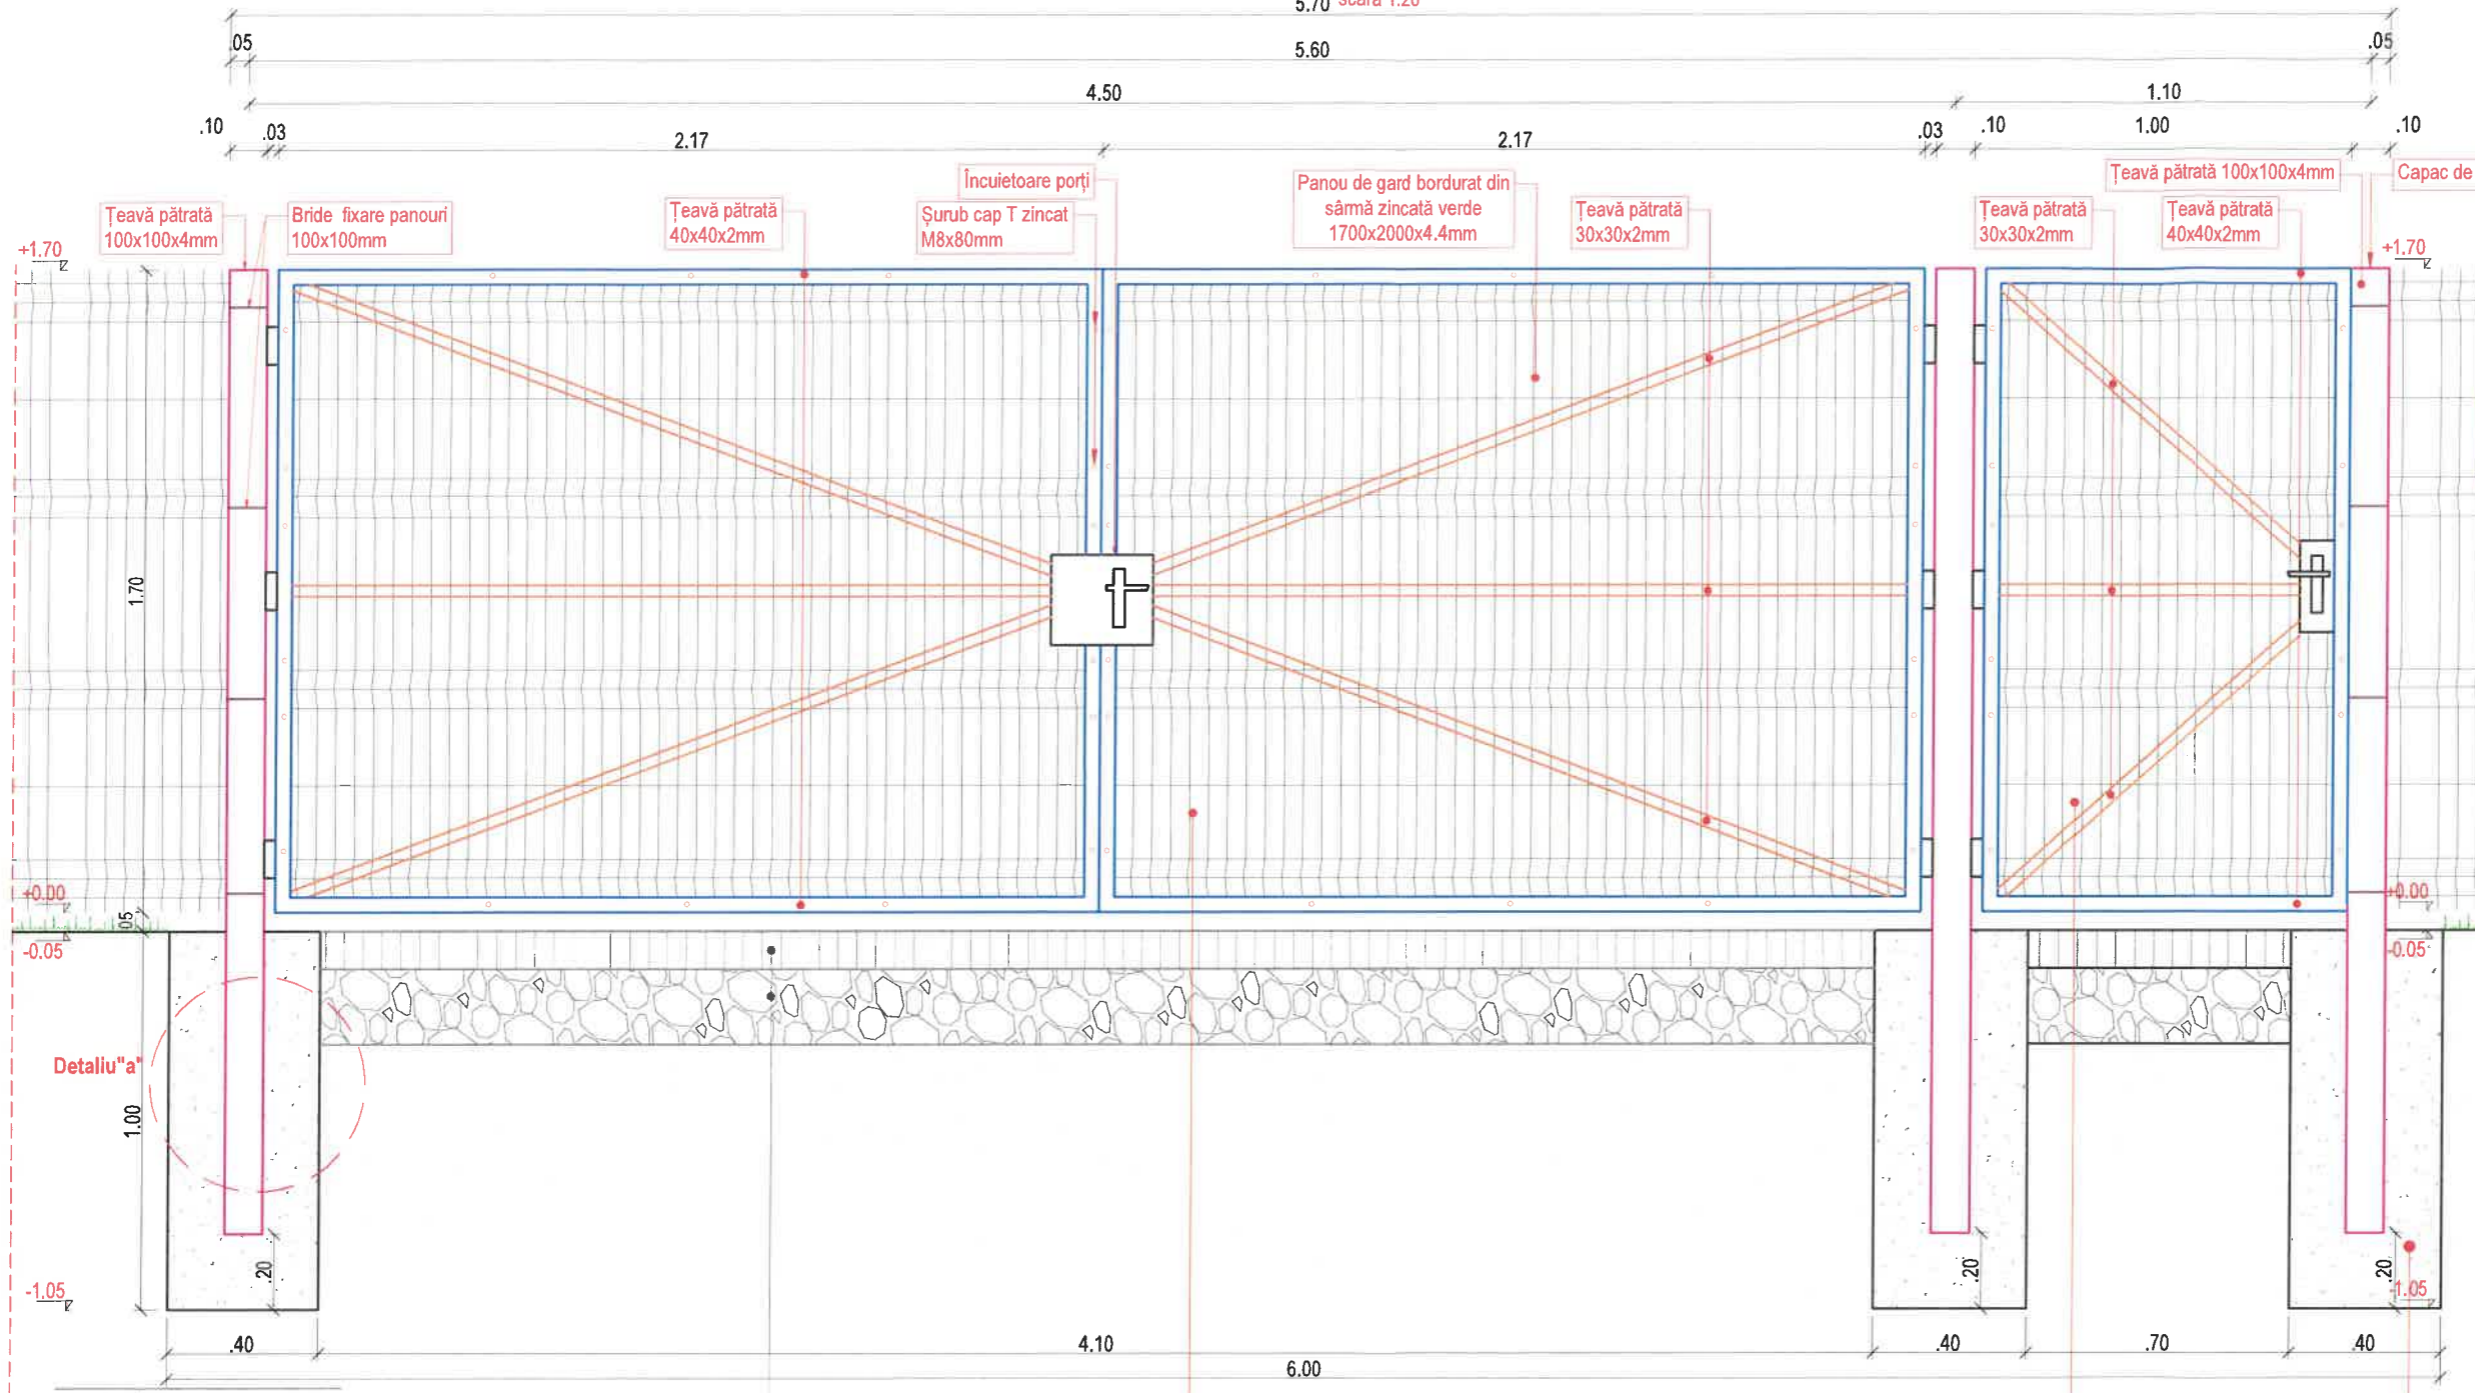 5.70 scara 1:20
.05 5.60 .05
4.50 1.10
.10 .03 2.17 2.17 .03 .10 1.00 .10
Încuietoare porți
Țeavă pătrată 100x100x4mm
Capac de
Țeavă pătrată
100x100x4mm
Bride fixare panouri
100x100mm
Țeavă pătrată
40x40x2mm
Șurub cap T zincat
M8x80mm
Panou de gard bordurat din
sârmă zincată verde
1700x2000x4.4mm
Țeavă pătrată
30x30x2mm
Țeavă pătrată
30x30x2mm
Țeavă pătrată
40x40x2mm
+1.70
+1.70
1.70
+0.00
+0.00
.05
-0.05
-0.05
Detaliu"a"
1.00
.20
.20
.20
-1.05
-1.05
.40 4.10 .40 .70 .40
6.00